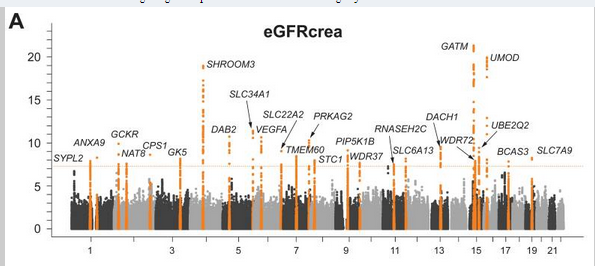 A
eGFRcrea
GATM
UMOD
SHROOM3
SLC34A1
SLC22A2
PRKAG2
DACH1
UBE2Q2
GCKR
DAB2
VEGFA
RNASEH2C
WDR72
ANXA9
CPS1
TMEM60
PIP5K1B
NAT8
GK5
STC1
WDR37
SLC6A13
BCAS3
SLC7A9
SYPL2
20
15
10
5
0
1 3 5 7 9 11 13 15 17 19 21